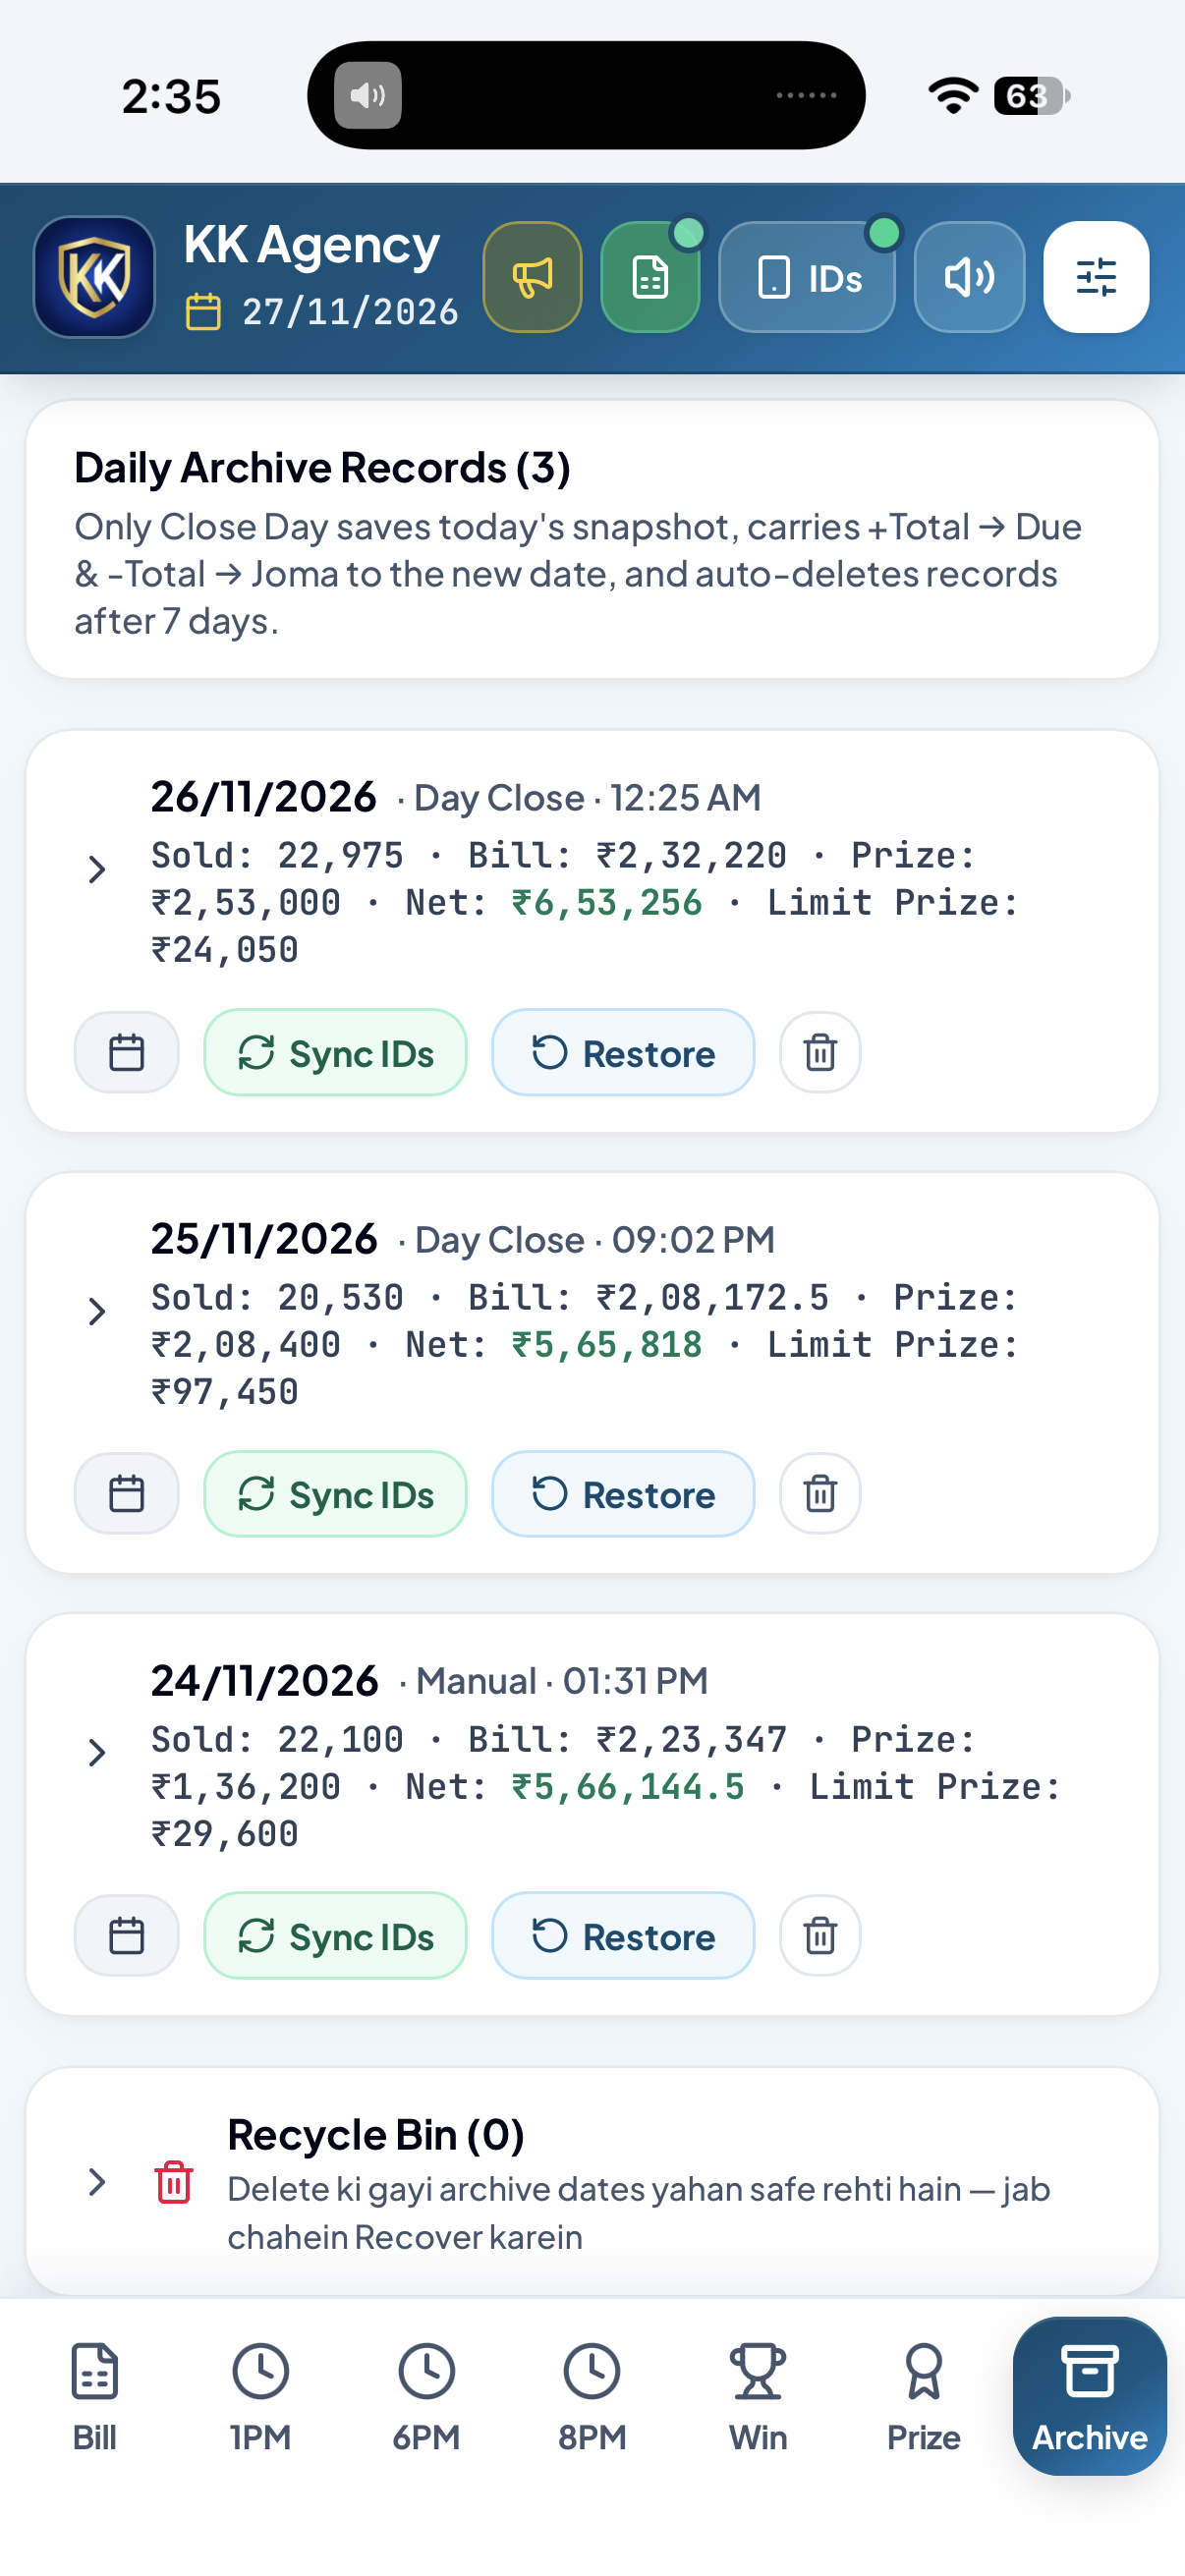 2:35
63
KK
KK Agency
27/11/2026
IDs
Daily Archive Records (3)
Only Close Day saves today's snapshot, carries +Total → Due
& -Total → Joma to the new date, and auto-deletes records
after 7 days.
26/11/2026 · Day Close · 12:25 AM
Sold: 22,975 · Bill: ₹2,32,220 · Prize:
₹2,53,000 · Net: ₹6,53,256 · Limit Prize:
₹24,050
Sync IDs
Restore
25/11/2026 · Day Close · 09:02 PM
Sold: 20,530 · Bill: ₹2,08,172.5 · Prize:
₹2,08,400 · Net: ₹5,65,818 · Limit Prize:
₹97,450
Sync IDs
Restore
24/11/2026 · Manual · 01:31 PM
Sold: 22,100 · Bill: ₹2,23,347 · Prize:
₹1,36,200 · Net: ₹5,66,144.5 · Limit Prize:
₹29,600
Sync IDs
Restore
Recycle Bin (0)
Delete ki gayi archive dates yahan safe rehti hain — jab
chahein Recover karein
Bill
1PM
6PM
8PM
Win
Prize
Archive